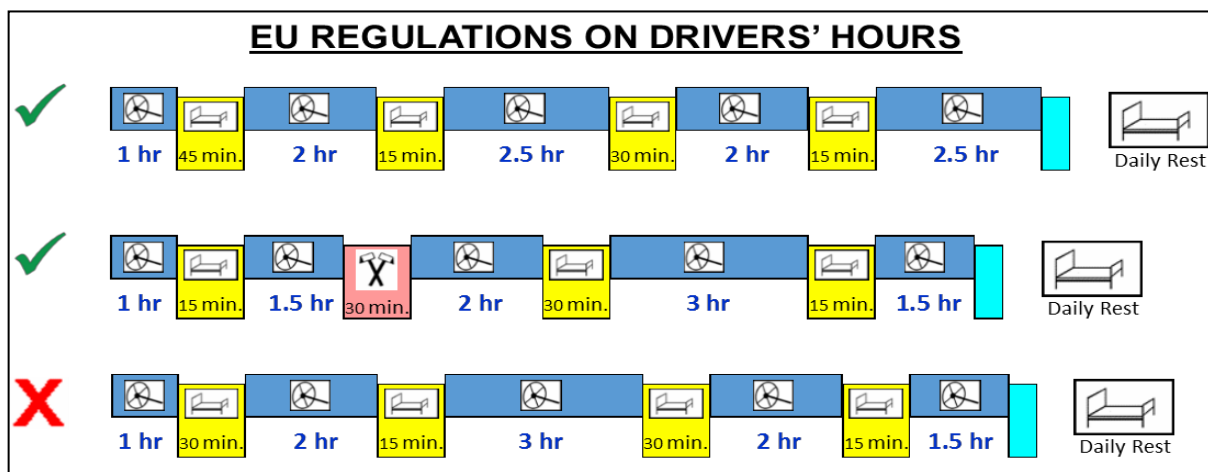 EU REGULATIONS ON DRIVERS' HOURS
1 hr 45 min. 2 hr 15 min. 2.5 hr 30 min. 2 hr 15 min. 2.5 hr Daily Rest
1 hr 15 min. 1.5 hr 30 min. 2 hr 30 min. 3 hr 15 min. 1.5 hr Daily Rest
1 hr 30 min. 2 hr 15 min. 3 hr 30 min. 2 hr 15 min. 1.5 hr Daily Rest